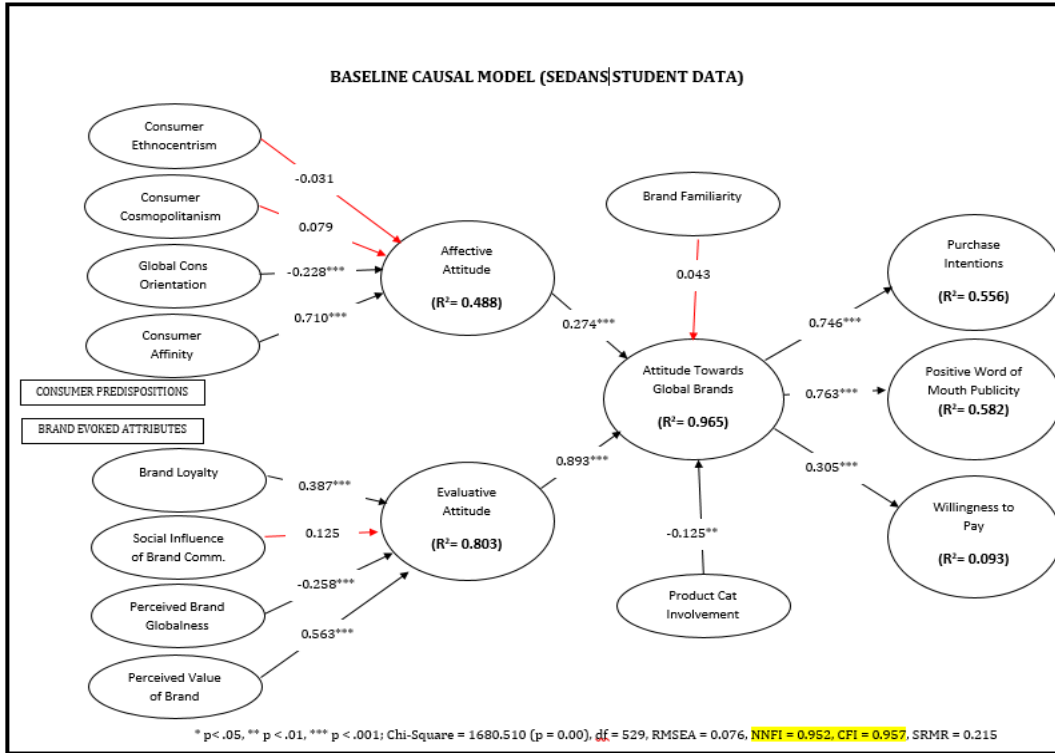 BASELINE CAUSAL MODEL (SEDANS STUDENT DATA)
Consumer
Ethnocentrism
-0.031
Consumer
Cosmopolitanism
0.079
Global Cons
Orientation
-0.228***
Consumer
Affinity
0.710***
CONSUMER PREDISPOSITIONS
BRAND EVOKED ATTRIBUTES
Brand Loyalty
0.387***
Social Influence
of Brand Comm.
0.125
Perceived Brand
Globalness
-0.258***
Perceived Value
of Brand
0.563***
Affective
Attitude
(R²= 0.488)
0.274***
Evaluative
Attitude
(R²= 0.803)
0.893***
Brand Familiarity
0.043
Attitude Towards
Global Brands
(R²= 0.965)
-0.125**
Product Cat
Involvement
0.746***
Purchase
Intentions
(R²= 0.556)
0.763***
Positive Word of
Mouth Publicity
(R²= 0.582)
0.305***
Willingness to
Pay
(R²= 0.093)
* p< .05, ** p < .01, *** p < .001; Chi-Square = 1680.510 (p = 0.00), df = 529, RMSEA = 0.076, NNFI = 0.952, CFI = 0.957, SRMR = 0.215